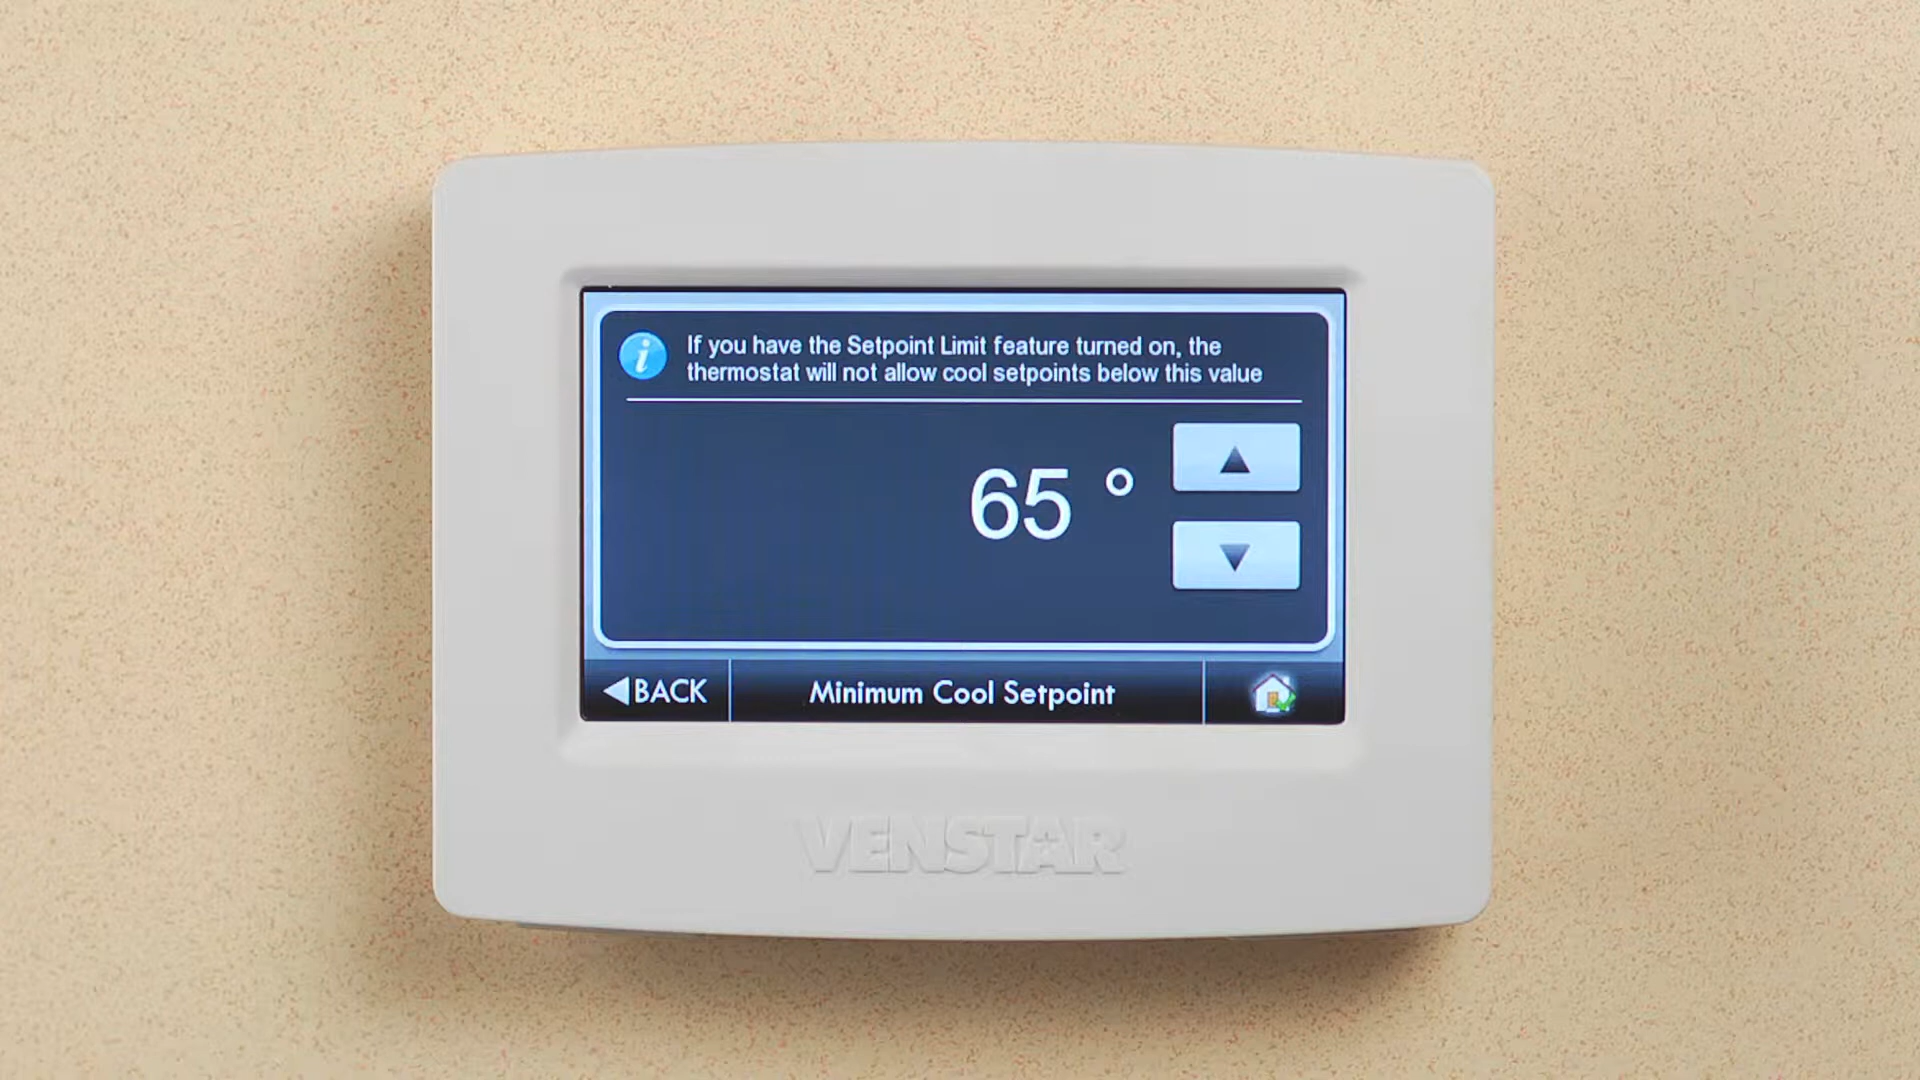 If you have the Setpoint Limit feature turned on, the
thermostat will not allow cool setpoints below this value
65 °
BACK
Minimum Cool Setpoint
VENSTAR